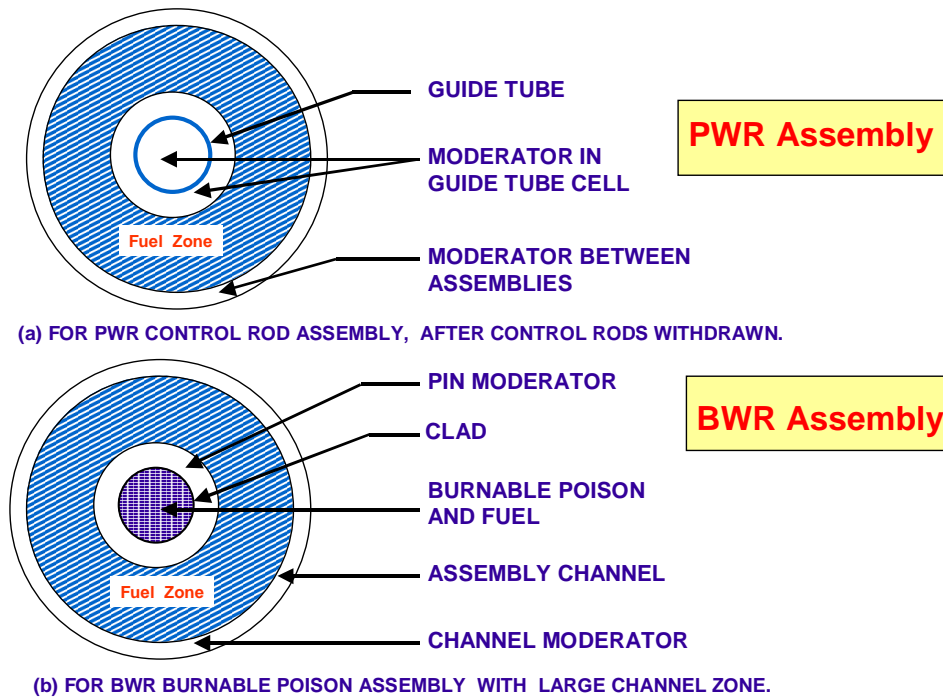 GUIDE TUBE
PWR Assembly
MODERATOR IN
GUIDE TUBE CELL
Fuel Zone
MODERATOR BETWEEN
ASSEMBLIES
(a) FOR PWR CONTROL ROD ASSEMBLY, AFTER CONTROL RODS WITHDRAWN.
PIN MODERATOR
BWR Assembly
CLAD
BURNABLE POISON
AND FUEL
ASSEMBLY CHANNEL
Fuel Zone
CHANNEL MODERATOR
(b) FOR BWR BURNABLE POISON ASSEMBLY WITH LARGE CHANNEL ZONE.